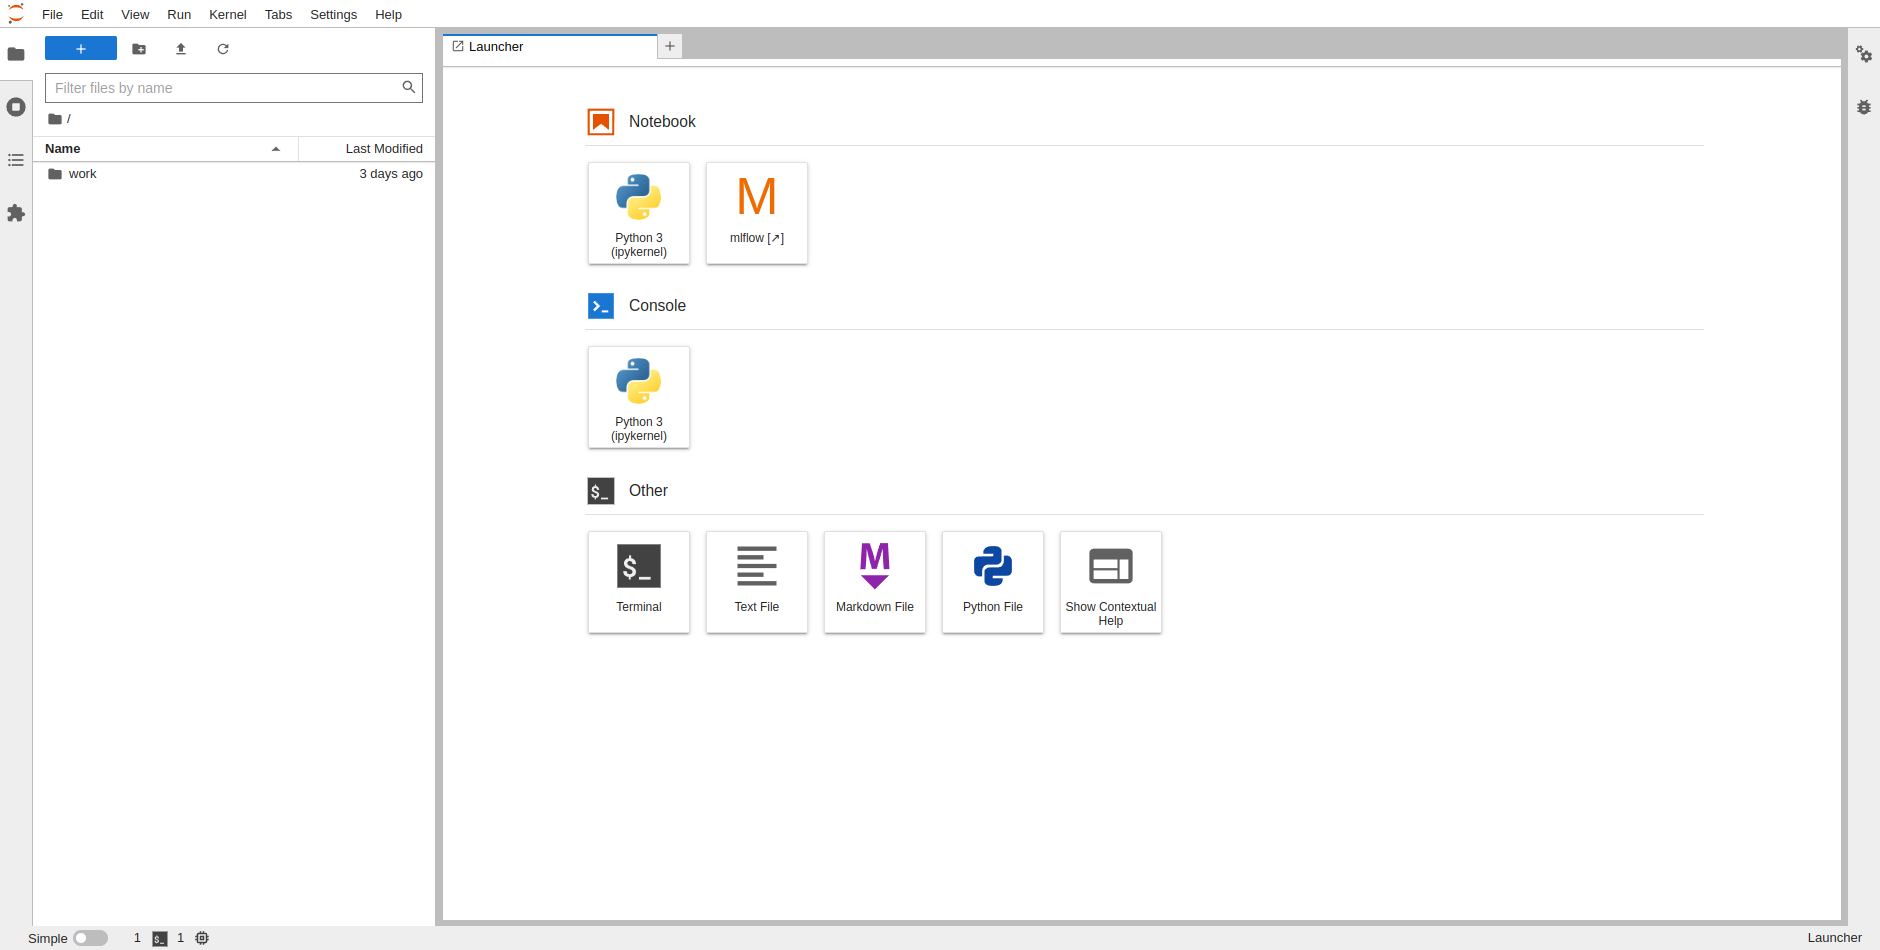 File Edit View Run Kernel Tabs Settings Help
Launcher
Filter files by name
/
Name Last Modified
work 3 days ago
Notebook
Python 3
(ipykernel)
M
mlflow [↗]
Console
Python 3
(ipykernel)
$_
Other
$_
Terminal
Text File
M
Markdown File
Python File
Show Contextual
Help
Simple 1 $_ 1 Launcher